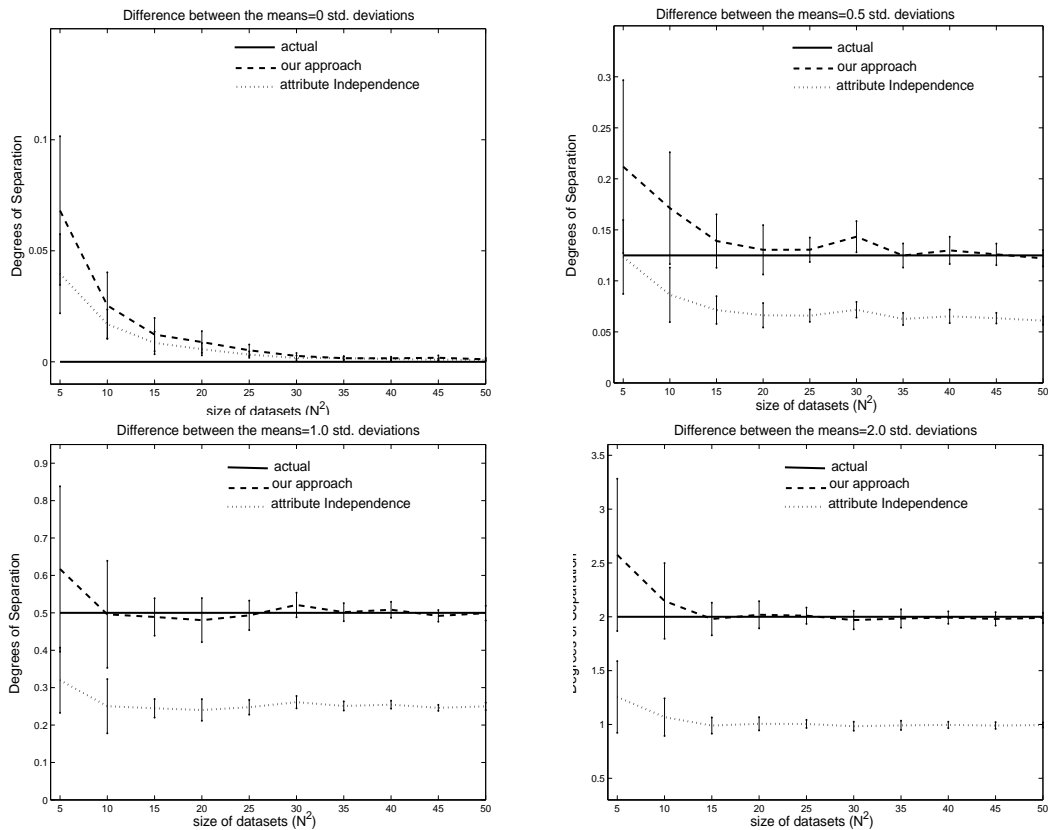 Difference between the means=0 std. deviations
actual
our approach
attribute Independence
0.1
0.05
0
Degrees of Separation
5 10 15 20 25 30 35 40 45 50
size of datasets (N²)
Difference between the means=0.5 std. deviations
actual
our approach
attribute Independence
0.3
0.25
0.2
0.15
0.1
0.05
0
Degrees of Separation
5 10 15 20 25 30 35 40 45 50
size of datasets (N²)
Difference between the means=1.0 std. deviations
actual
our approach
attribute Independence
0.9
0.8
0.7
0.6
0.5
0.4
0.3
0.2
0.1
0
Degrees of Separation
5 10 15 20 25 30 35 40 45 50
size of datasets (N²)
Difference between the means=2.0 std. deviations
actual
our approach
attribute Independence
3.5
3
2.5
2
1.5
1
0.5
Degrees of Separation
5 10 15 20 25 30 35 40 45 50
size of datasets (N²)